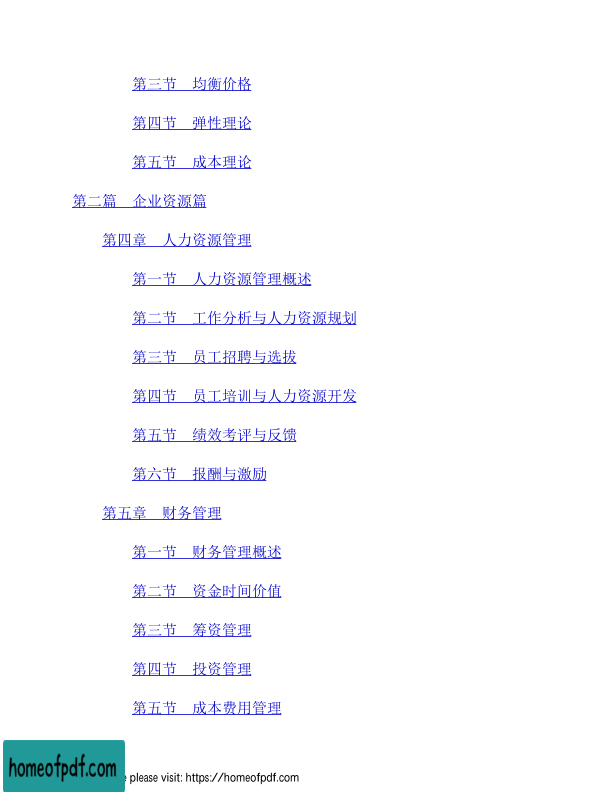 第三节　均衡价格
第四节　弹性理论
第五节　成本理论
第二篇　企业资源篇
第四章　人力资源管理
第一节　人力资源管理概述
第二节　工作分析与人力资源规划
第三节　员工招聘与选拔
第四节　员工培训与人力资源开发
第五节　绩效考评与反馈
第六节　报酬与激励
第五章　财务管理
第一节　财务管理概述
第二节　资金时间价值
第三节　筹资管理
第四节　投资管理
第五节　成本费用管理
homeofpdf.com
please visit: https://homeofpdf.com